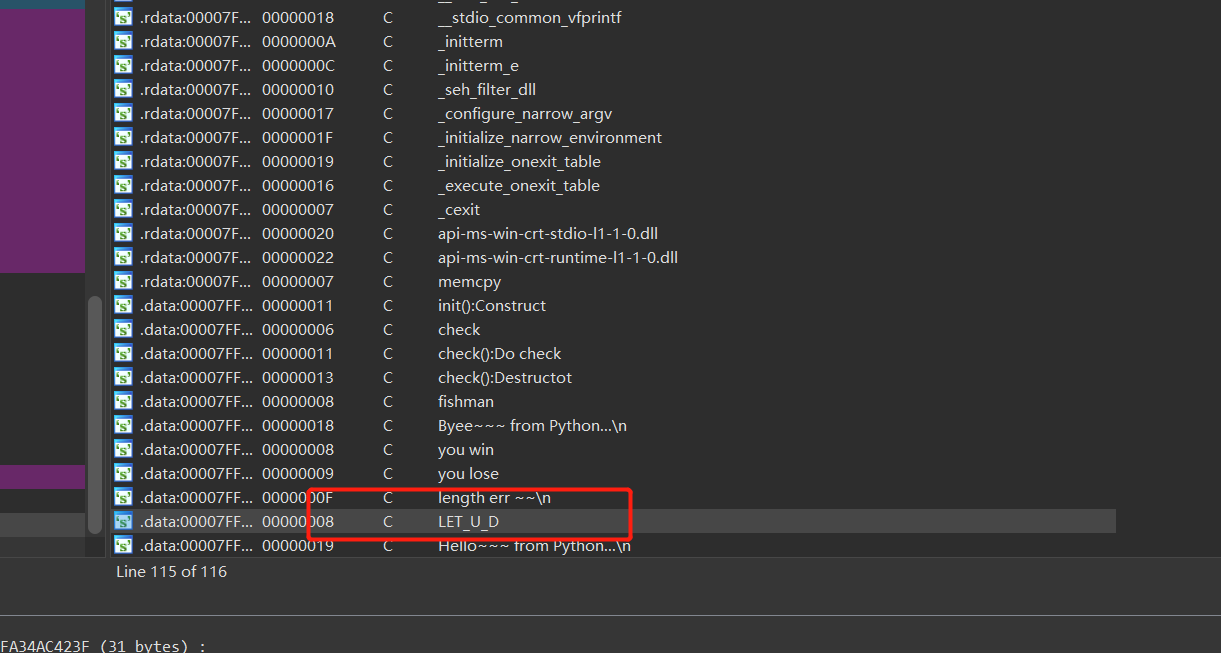 .rdata:00007F... 00000018 C __stdio_common_vfprintf
.rdata:00007F... 0000000A C _initterm
.rdata:00007F... 0000000C C _initterm_e
.rdata:00007F... 00000010 C _seh_filter_dll
.rdata:00007F... 00000017 C _configure_narrow_argv
.rdata:00007F... 0000001F C _initialize_narrow_environment
.rdata:00007F... 00000019 C _initialize_onexit_table
.rdata:00007F... 00000016 C _execute_onexit_table
.rdata:00007F... 00000007 C _cexit
.rdata:00007F... 00000020 C api-ms-win-crt-stdio-l1-1-0.dll
.rdata:00007F... 00000022 C api-ms-win-crt-runtime-l1-1-0.dll
.rdata:00007F... 00000007 C memcpy
.data:00007FF... 00000011 C init():Construct
.data:00007FF... 00000006 C check
.data:00007FF... 00000011 C check():Do check
.data:00007FF... 00000013 C check():Destructot
.data:00007FF... 00000008 C fishman
.data:00007FF... 00000018 C Byee~~~ from Python...\n
.data:00007FF... 00000008 C you win
.data:00007FF... 00000009 C you lose
.data:00007FF... 0000000F C length err ~~\n
.data:00007FF... 00000008 C LET_U_D
.data:00007FF... 00000019 C Hello~~~ from Python...\n
Line 115 of 116
FA34AC423F (31 bytes) :